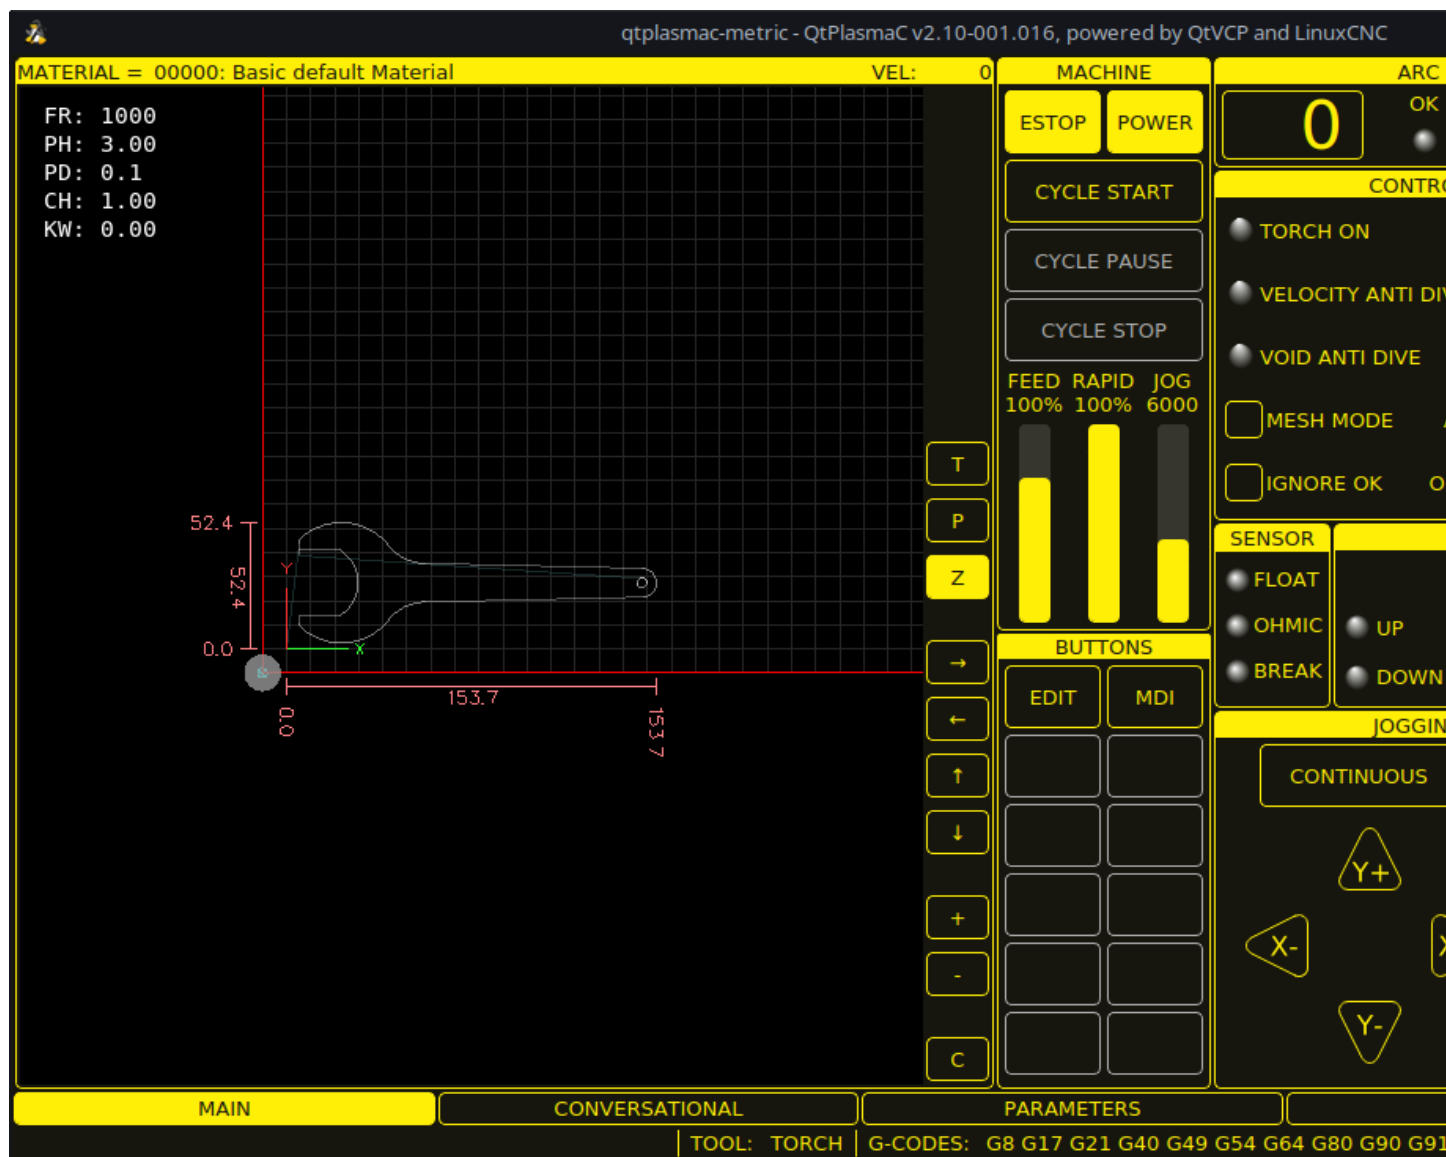 qtplasmac-metric - QtPlasmaC v2.10-001.016, powered by QtVCP and LinuxCNC
MATERIAL = 00000: Basic default Material VEL: 0
FR: 1000
PH: 3.00
PD: 0.1
CH: 1.00
KW: 0.00
52.4
52.4
0.0
Y
X
153.7
0.0
153.7
T
P
Z
→
←
↑
↓
+
-
C
MACHINE
ESTOP POWER
CYCLE START
CYCLE PAUSE
CYCLE STOP
FEED RAPID JOG
100% 100% 6000
BUTTONS
EDIT MDI
ARC
0 OK
CONTRO
TORCH ON
VELOCITY ANTI DIV
VOID ANTI DIVE
MESH MODE
IGNORE OK O
SENSOR
FLOAT
OHMIC
BREAK
UP
DOWN
JOGGIN
CONTINUOUS
Y+
X-
Y-
MAIN CONVERSATIONAL PARAMETERS
TOOL: TORCH G-CODES: G8 G17 G21 G40 G49 G54 G64 G80 G90 G91